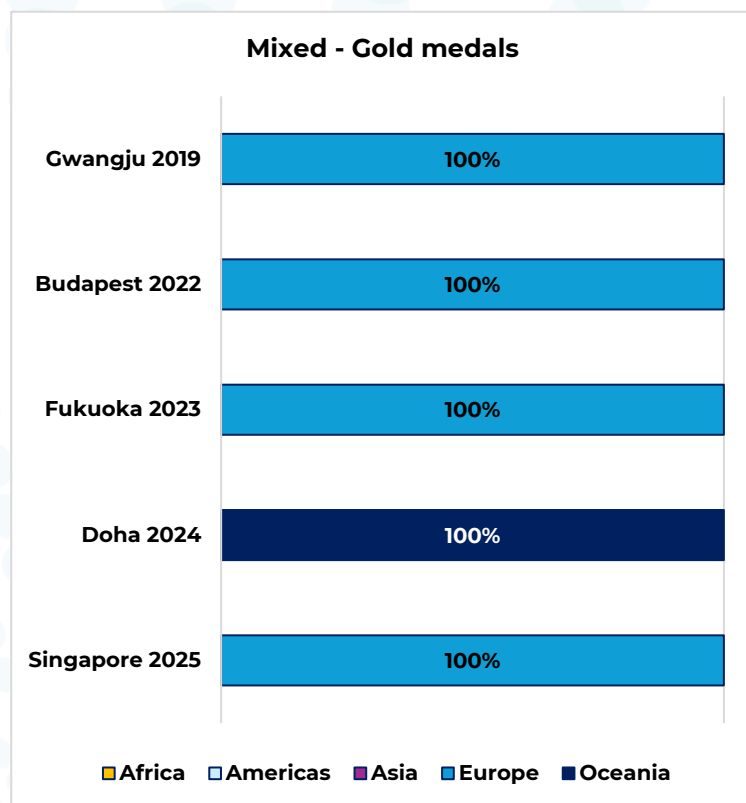 Mixed - Gold medals
Gwangju 2019 100%
Budapest 2022 100%
Fukuoka 2023 100%
Doha 2024 100%
Singapore 2025 100%
Africa Americas Asia Europe Oceania